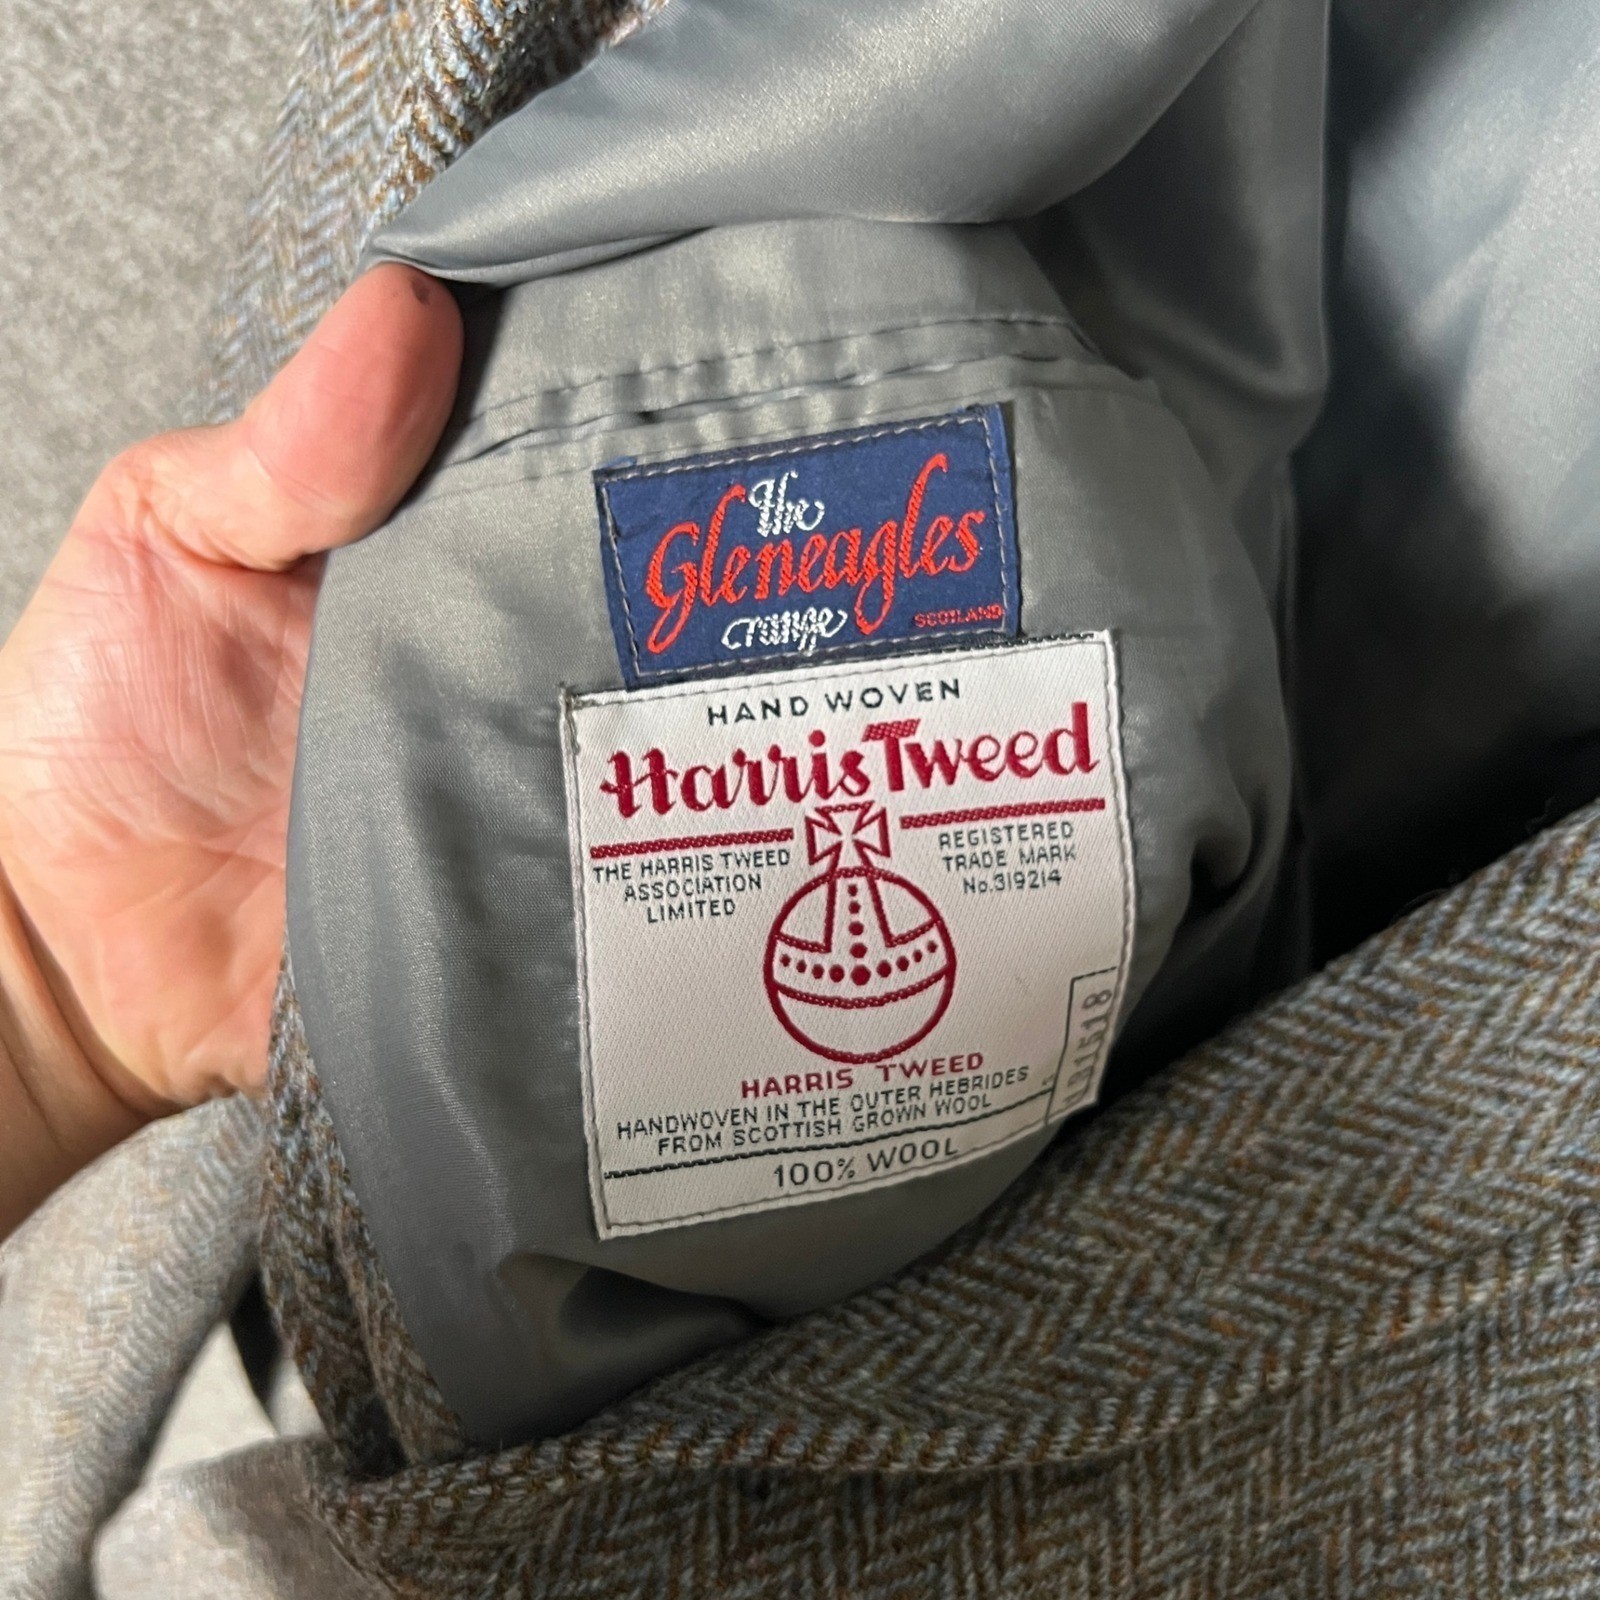 The
Gleneagles
range
SCOTLAND
HAND WOVEN
Harris Tweed
THE HARRIS TWEED
ASSOCIATION
LIMITED
REGISTERED
TRADE MARK
No.319214
HARRIS TWEED
HANDWOVEN IN THE OUTER HEBRIDES
FROM SCOTTISH GROWN WOOL
100% WOOL